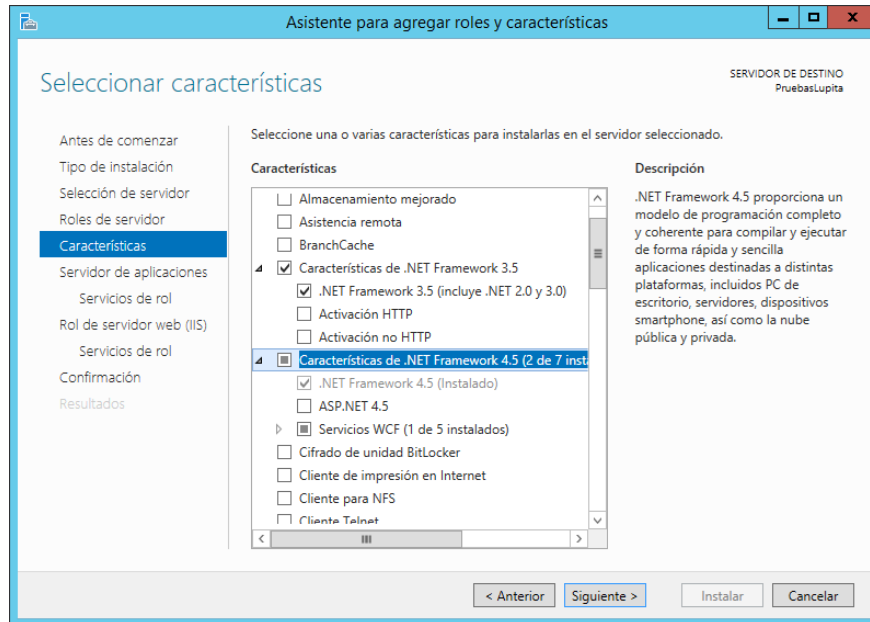 Asistente para agregar roles y características
Seleccionar características
SERVIDOR DE DESTINO
PruebasLupita
Antes de comenzar
Tipo de instalación
Selección de servidor
Roles de servidor
Características
Servidor de aplicaciones
Servicios de rol
Rol de servidor web (IIS)
Servicios de rol
Confirmación
Resultados
Seleccione una o varias características para instalarlas en el servidor seleccionado.
Características
Almacenamiento mejorado
Asistencia remota
BranchCache
Características de .NET Framework 3.5
.NET Framework 3.5 (incluye .NET 2.0 y 3.0)
Activación HTTP
Activación no HTTP
Características de .NET Framework 4.5 (2 de 7 inst
.NET Framework 4.5 (Instalado)
ASP.NET 4.5
Servicios WCF (1 de 5 instalados)
Cifrado de unidad BitLocker
Cliente de impresión en Internet
Cliente para NFS
Cliente Telnet
Descripción
.NET Framework 4.5 proporciona un
modelo de programación completo
y coherente para compilar y ejecutar
de forma rápida y sencilla
aplicaciones destinadas a distintas
plataformas, incluidos PC de
escritorio, servidores, dispositivos
smartphone, así como la nube
pública y privada.
< Anterior
Siguiente >
Instalar
Cancelar